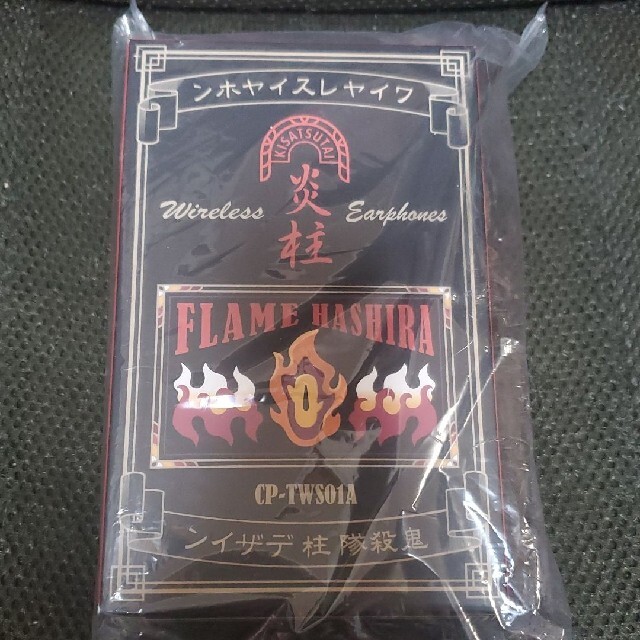 ワイヤレスイヤホン
KISATSUTAI
炎柱
Wireless Earphones
FLAME HASHIRA
CP-TWS01A
鬼殺隊柱デザイン